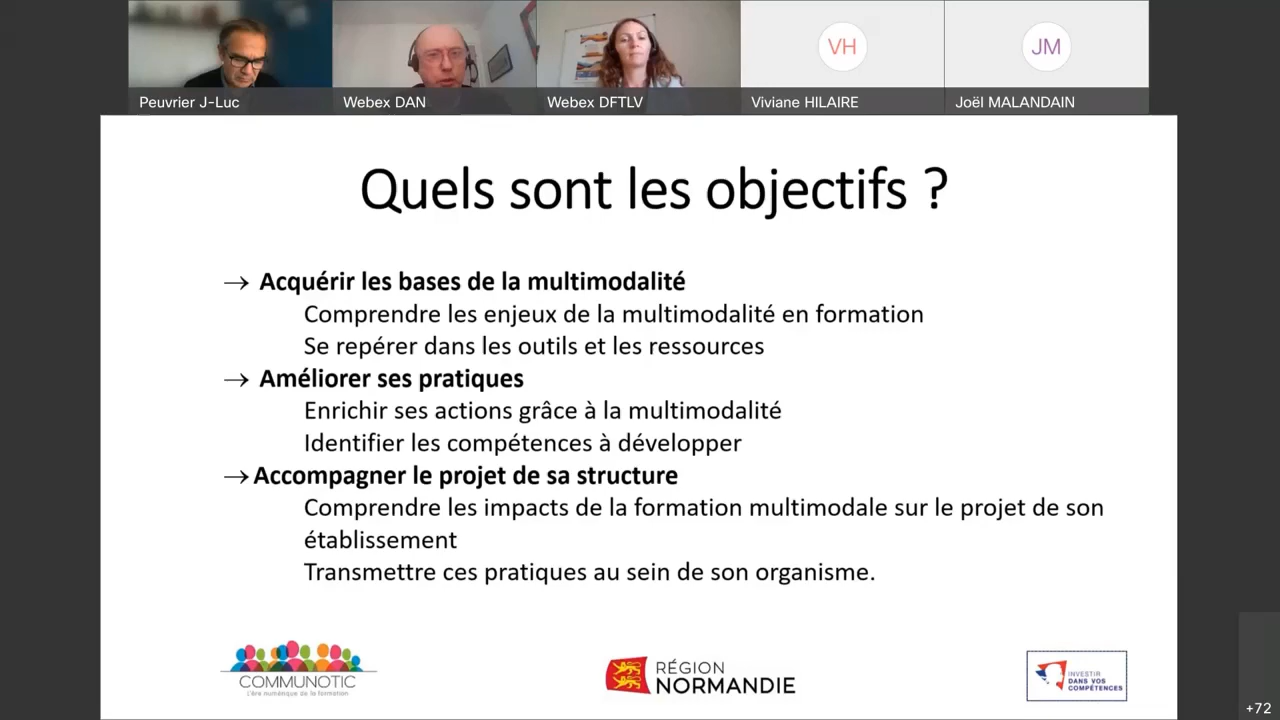 Peuvrier J-Luc
Webex DAN
Webex DFTLV
VH
Viviane HILAIRE
JM
Joël MALANDAIN
Quels sont les objectifs ?
→ Acquérir les bases de la multimodalité
Comprendre les enjeux de la multimodalité en formation
Se repérer dans les outils et les ressources
→ Améliorer ses pratiques
Enrichir ses actions grâce à la multimodalité
Identifier les compétences à développer
→ Accompagner le projet de sa structure
Comprendre les impacts de la formation multimodale sur le projet de son
établissement
Transmettre ces pratiques au sein de son organisme.
COMMUNOTIC
L'ère numérique de la formation
RÉGION
NORMANDIE
INVESTIR
DANS VOS
COMPÉTENCES
+72